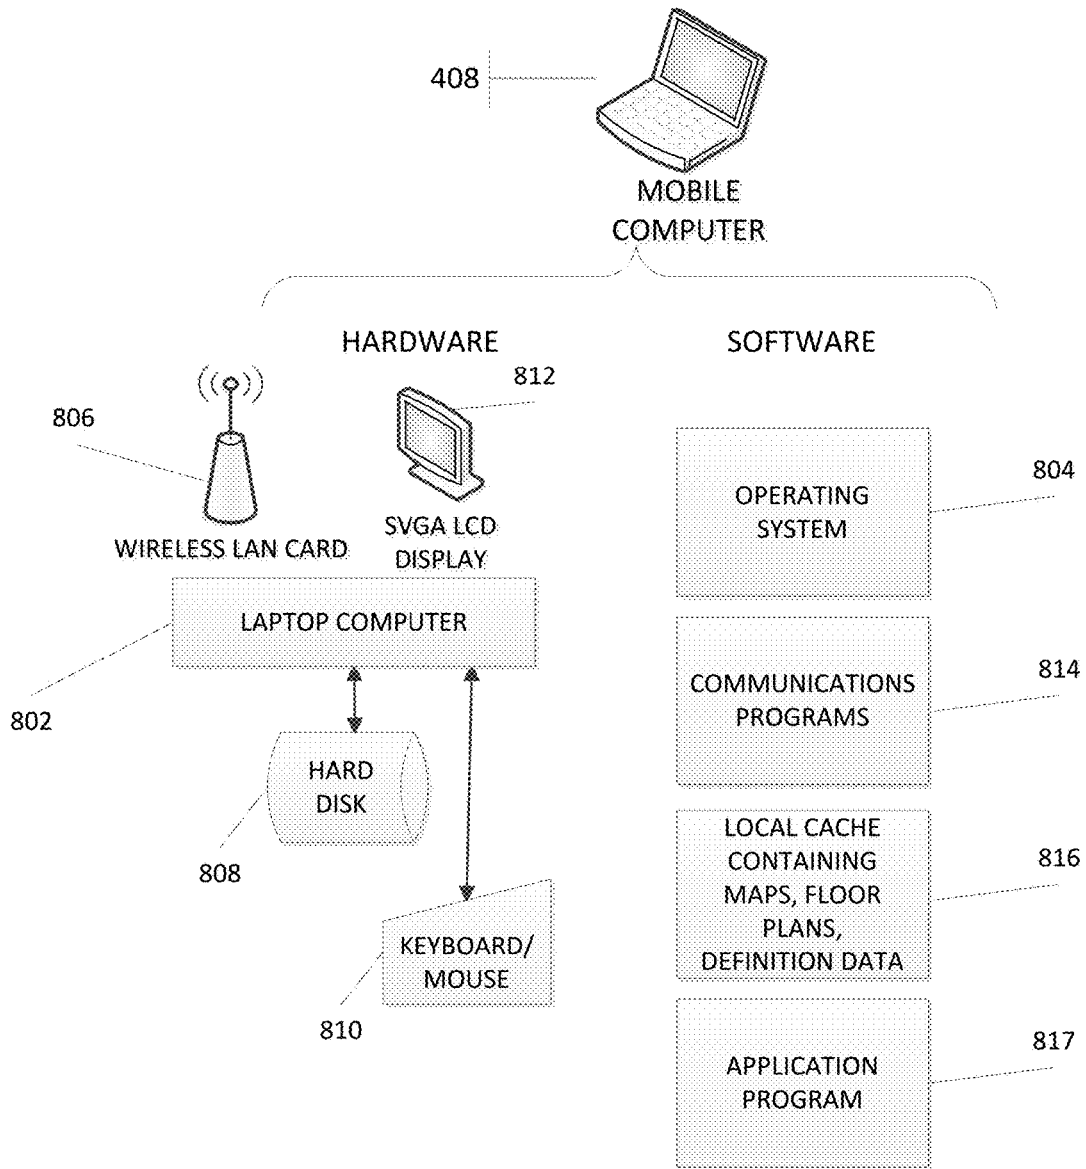 408
MOBILE
COMPUTER
HARDWARE
SOFTWARE
812
806
SVGA LCD
DISPLAY
WIRELESS LAN CARD
LAPTOP COMPUTER
802
HARD
DISK
808
KEYBOARD/
MOUSE
810
OPERATING
SYSTEM
804
COMMUNICATIONS
PROGRAMS
814
LOCAL CACHE
CONTAINING
MAPS, FLOOR
PLANS,
DEFINITION DATA
816
APPLICATION
PROGRAM
817